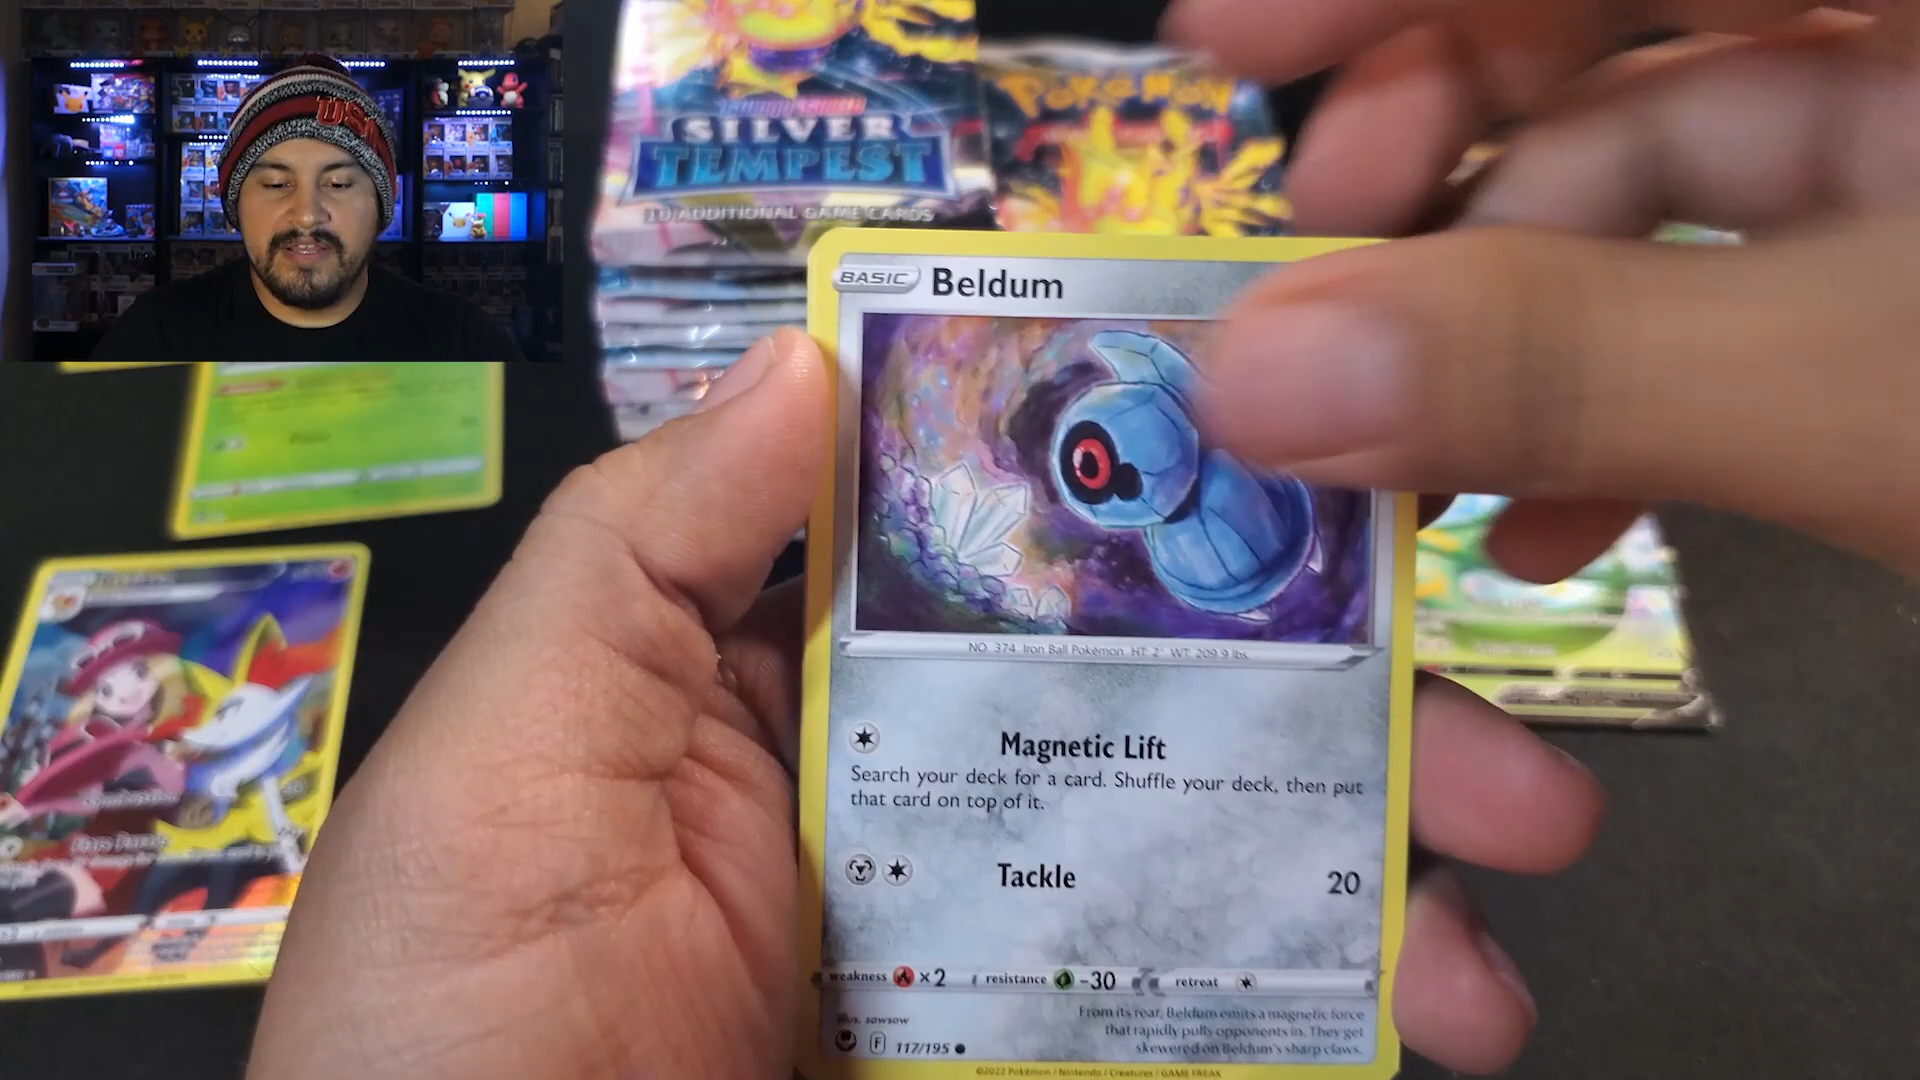 USC
SILVER
TEMPEST
10 ADDITIONAL GAME CARDS
POKéMON
BASIC
Beldum
NO. 374 Iron Ball Pokémon HT: 2' WT: 209.9 lbs.
Magnetic Lift
Search your deck for a card. Shuffle your deck, then put
that card on top of it.
Tackle 20
weakness ×2 resistance -30 retreat
illus. sowsow
From its rear, Beldum emits a magnetic force
that rapidly pulls opponents in. They get
skewered on Beldum's sharp claws.
F 117/195
©2022 Pokémon / Nintendo / Creatures / GAME FREAK